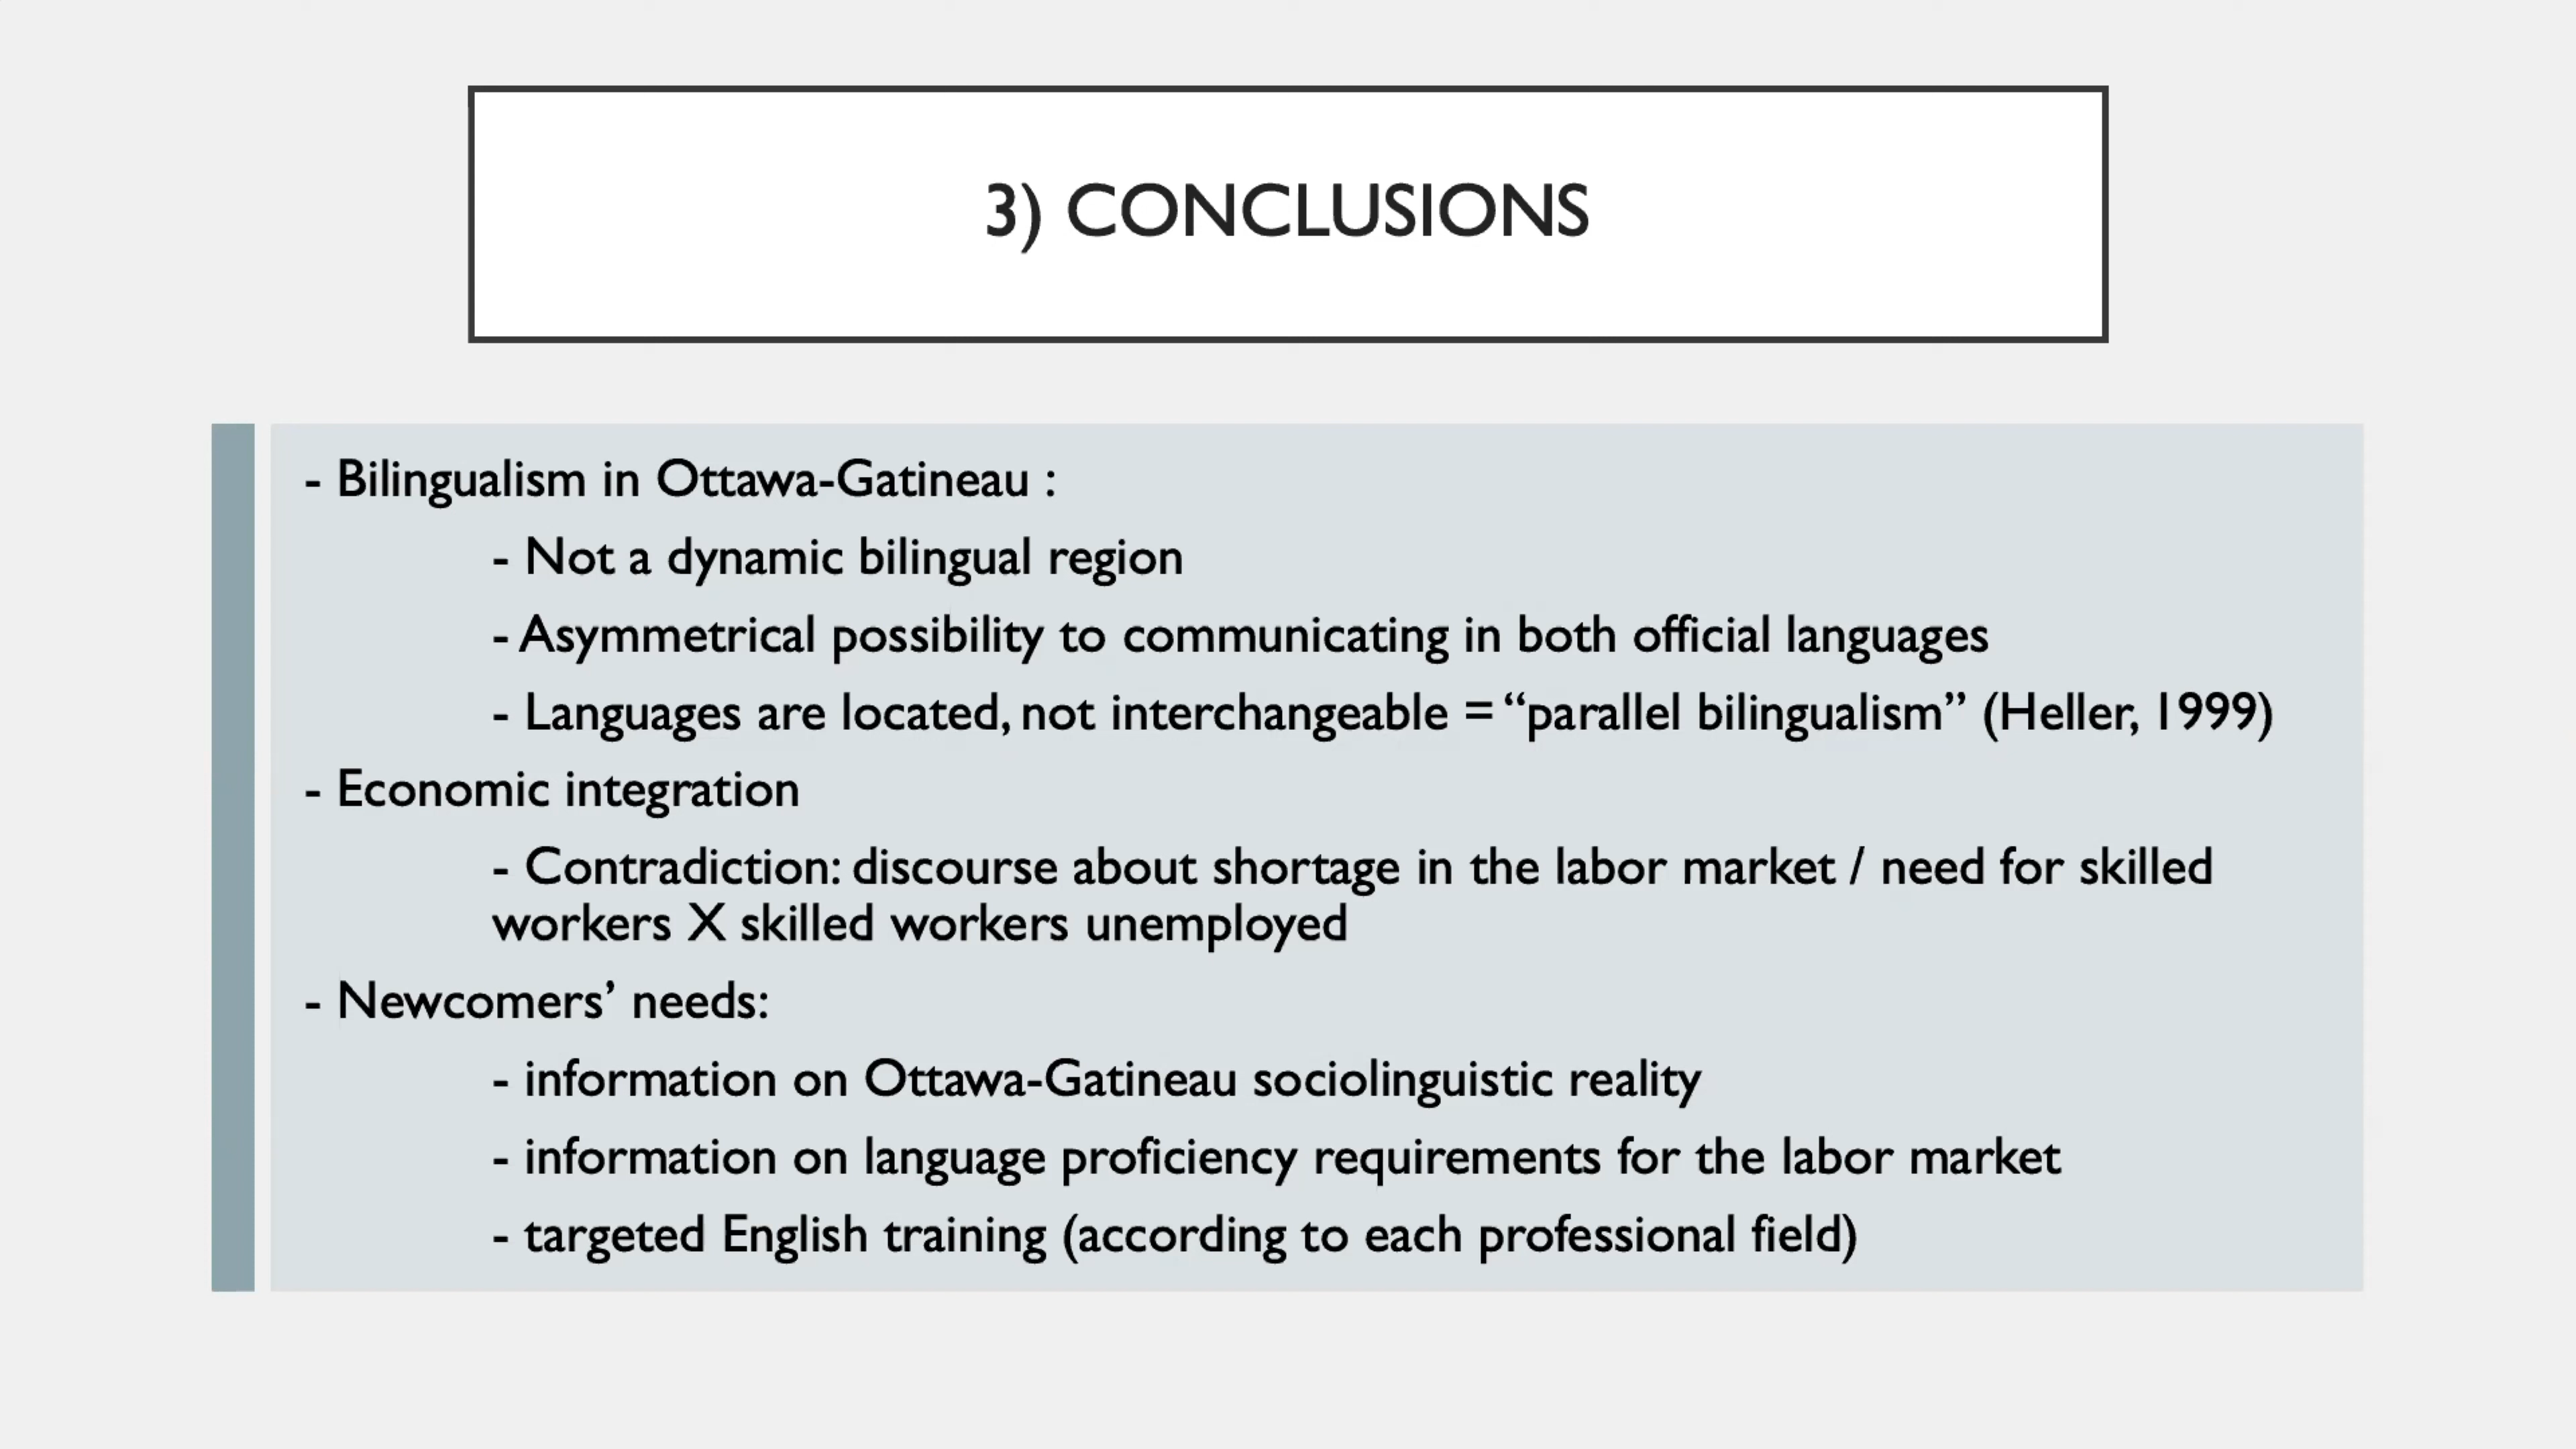 3) CONCLUSIONS
- Bilingualism in Ottawa-Gatineau :
- Not a dynamic bilingual region
- Asymmetrical possibility to communicating in both official languages
- Languages are located, not interchangeable = “parallel bilingualism” (Heller, 1999)
- Economic integration
- Contradiction: discourse about shortage in the labor market / need for skilled
workers X skilled workers unemployed
- Newcomers’ needs:
- information on Ottawa-Gatineau sociolinguistic reality
- information on language proficiency requirements for the labor market
- targeted English training (according to each professional field)